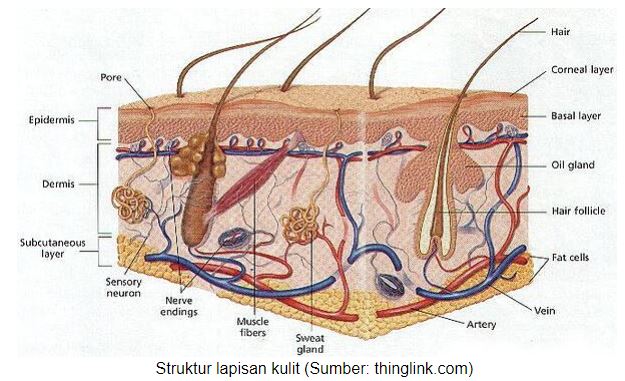 Hair
Corneal layer
Pore
Basal layer
Epidermis
Oil gland
Dermis
Hair follicle
Subcutaneous
layer
Fat cells
Sensory
neuron
Nerve
endings
Vein
Muscle
fibers
Artery
Sweat
gland
Struktur lapisan kulit (Sumber: thinglink.com)